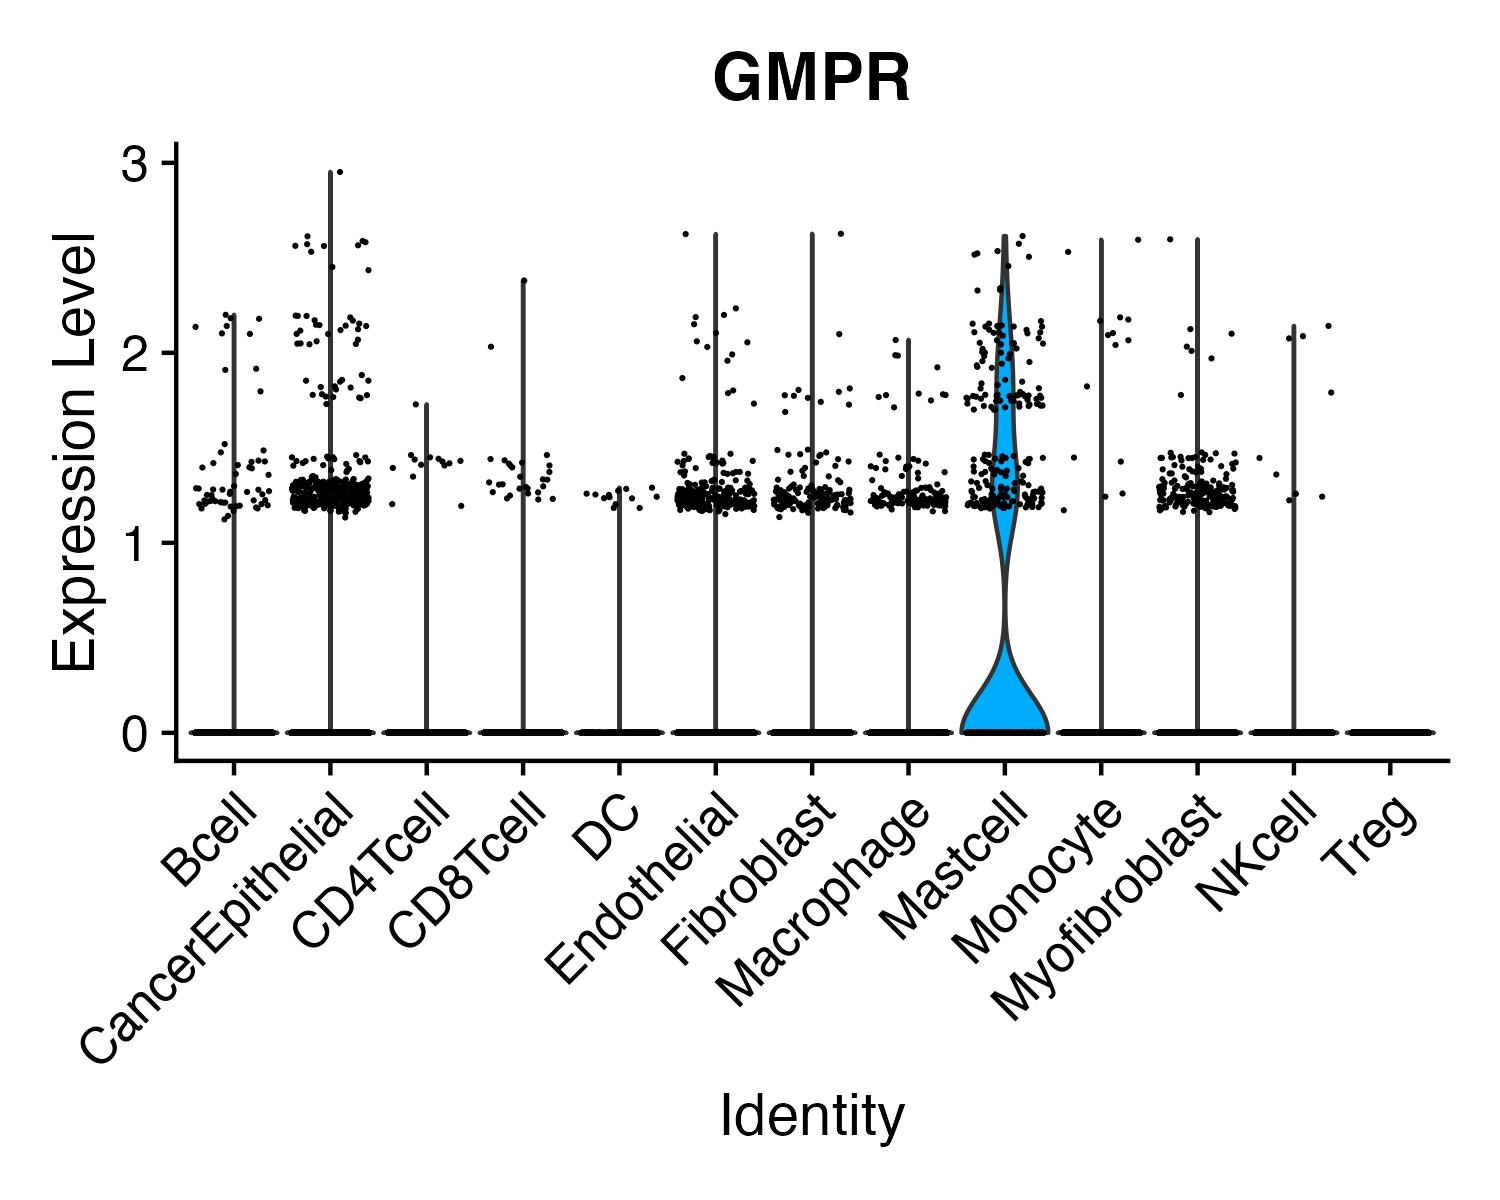 GMPR
Expression Level
3
2
1
0
Bcell
CancerEpithelial
CD4Tcell
CD8Tcell
DC
Endothelial
Fibroblast
Macrophage
Mastcell
Monocyte
Myofibroblast
NKcell
Treg
Identity